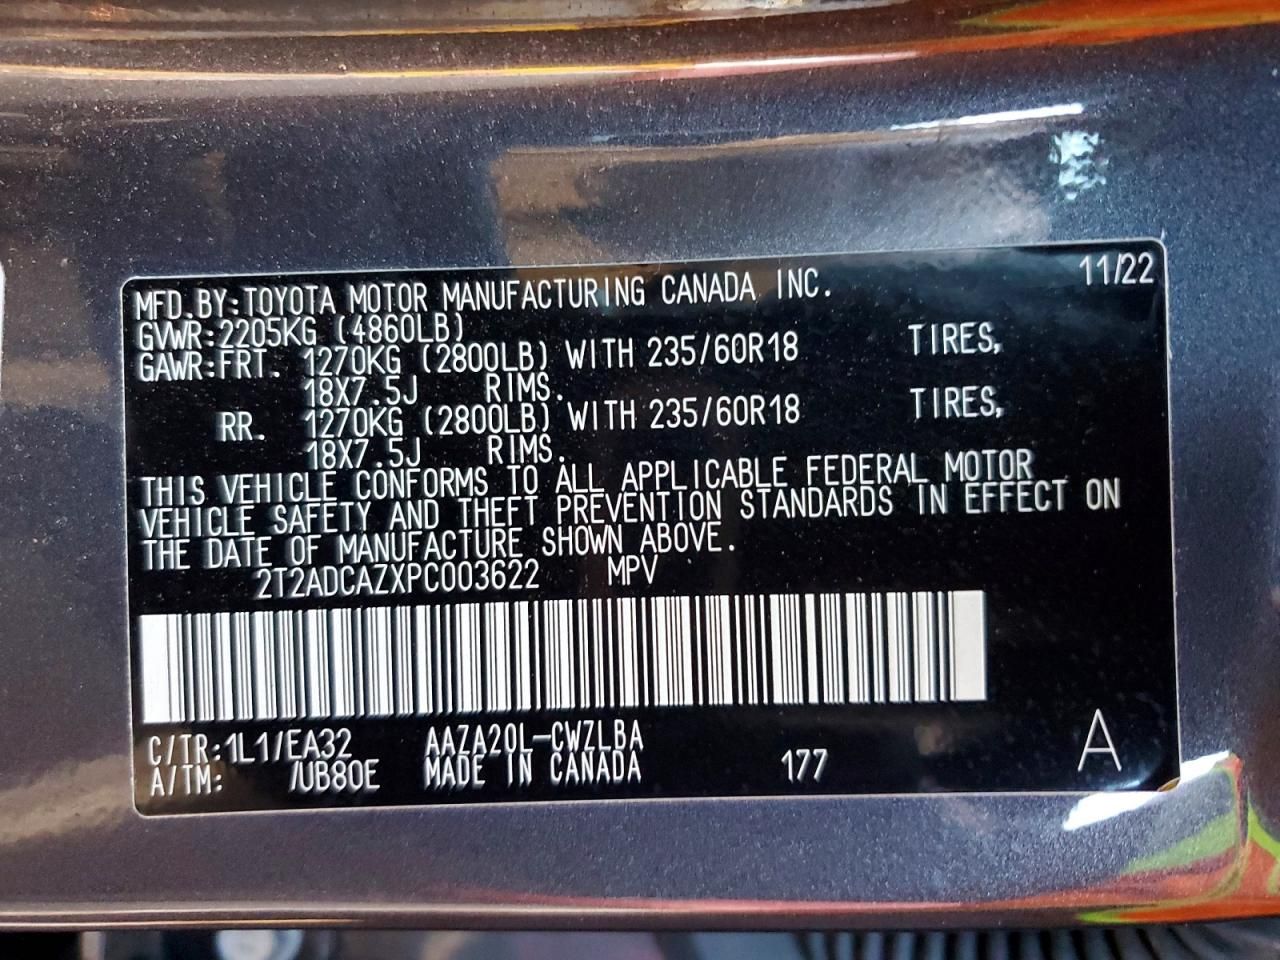 MFD.BY:TOYOTA MOTOR MANUFACTURING CANADA INC. 11/22
GVWR:2205KG (4860LB)
GAWR:FRT. 1270KG (2800LB) WITH 235/60R18 TIRES,
18X7.5J RIMS.
RR. 1270KG (2800LB) WITH 235/60R18 TIRES,
18X7.5J RIMS.
THIS VEHICLE CONFORMS TO ALL APPLICABLE FEDERAL MOTOR
VEHICLE SAFETY AND THEFT PREVENTION STANDARDS IN EFFECT ON
THE DATE OF MANUFACTURE SHOWN ABOVE.
2T2ADCAZXPC003622 MPV
C/TR:1L1/EA32 AAZA20L-CWZLBA
A/TM: /UB80E MADE IN CANADA 177 A